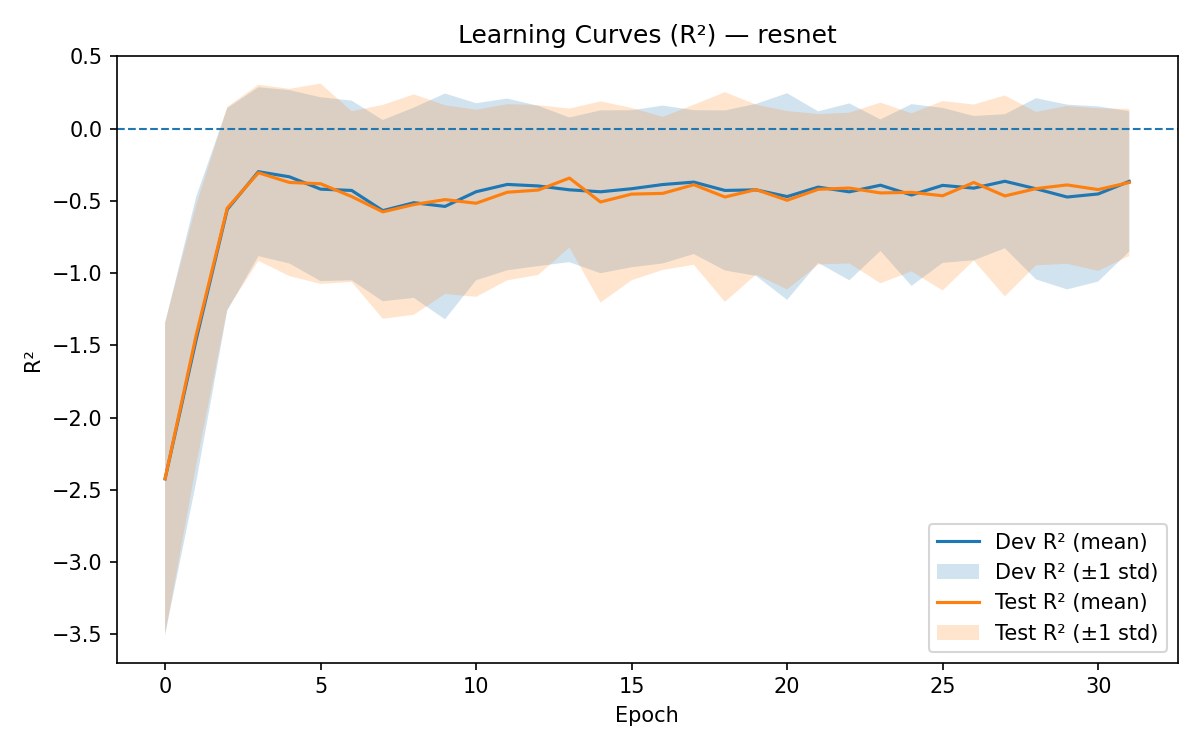 Learning Curves (R²) — resnet
R²
0.5
0.0
−0.5
−1.0
−1.5
−2.0
−2.5
−3.0
−3.5
Dev R² (mean)
Dev R² (±1 std)
Test R² (mean)
Test R² (±1 std)
0 5 10 15 20 25 30
Epoch